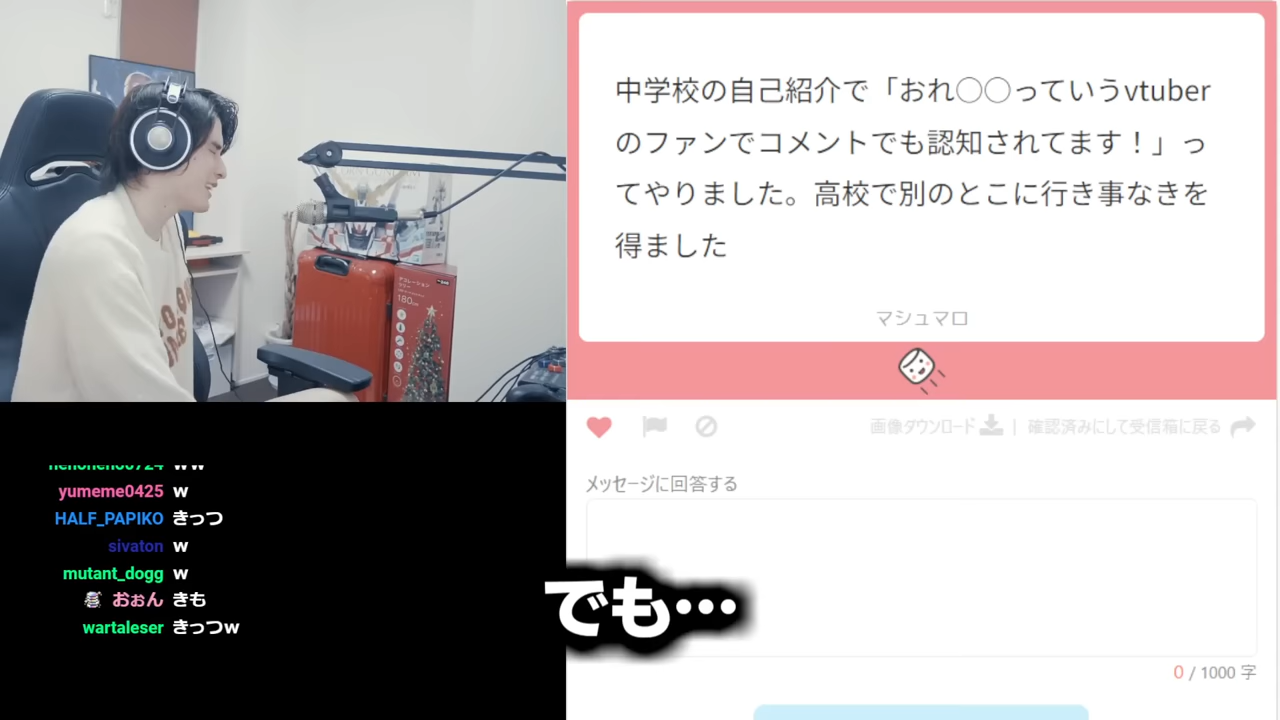 中学校の自己紹介で「おれ○○っていうvtuber
のファンでコメントでも認知されてます！」っ
てやりました。高校で別のとこに行き事なきを
得ました
マシュマロ
画像ダウンロード | 確認済みにして受信箱に戻る
メッセージに回答する
0 / 1000 字
でも…
180cm
ww
yumeme0425 w
HALF_PAPIKO きっつ
sivaton w
mutant_dogg w
おぉん きも
wartaleser きっつw